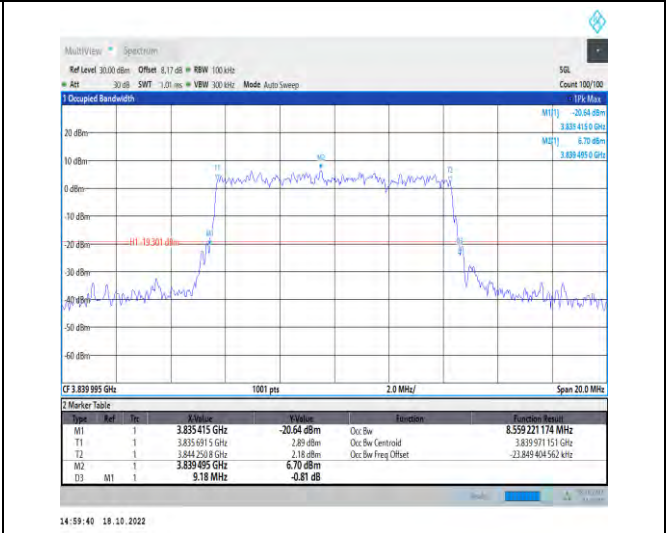 MultiView Spectrum
Ref Level 30.00 dBm Offset 8.17 dB RBW 100 kHz SGL
Att 30 dB SWT 1.01 ms VBW 300 kHz Mode Auto Sweep Count 100/100
1 Occupied Bandwidth 1Pk Max
M1[1] -20.64 dBm
3.835 415 0 GHz
20 dBm
M2[1] 6.70 dBm
3.839 495 0 GHz
10 dBm
M2
T1
0 dBm
-10 dBm
-20 dBm
H1 -19.301 dBm
-30 dBm
-40 dBm
-50 dBm
-60 dBm
CF 3.839 995 GHz 1001 pts 2.0 MHz/ Span 20.0 MHz
2 Marker Table
Type Ref Trc X-Value Y-Value Function Function Result
M1 1 3.835 415 GHz -20.64 dBm Occ Bw 8.559 221 174 MHz
T1 1 3.835 691 5 GHz 2.89 dBm Occ Bw Centroid 3.839 971 151 GHz
T2 1 3.844 250 8 GHz 2.18 dBm Occ Bw Freq Offset -23.849 404 562 kHz
M2 1 3.839 495 GHz 6.70 dBm
D3 M1 1 9.18 MHz -0.81 dB
14:59:40 18.10.2022